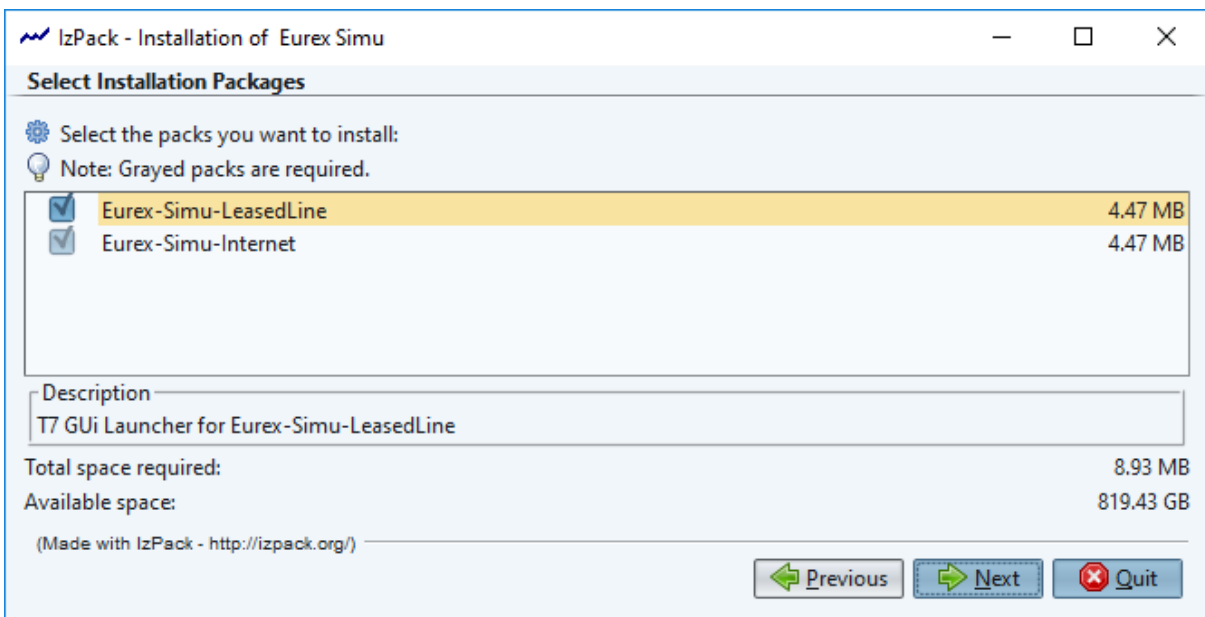 IzPack - Installation of Eurex Simu
Select Installation Packages
Select the packs you want to install:
Note: Grayed packs are required.
Eurex-Simu-LeasedLine 4.47 MB
Eurex-Simu-Internet 4.47 MB
Description
T7 GUi Launcher for Eurex-Simu-LeasedLine
Total space required: 8.93 MB
Available space: 819.43 GB
(Made with IzPack - http://izpack.org/)
Previous Next Quit